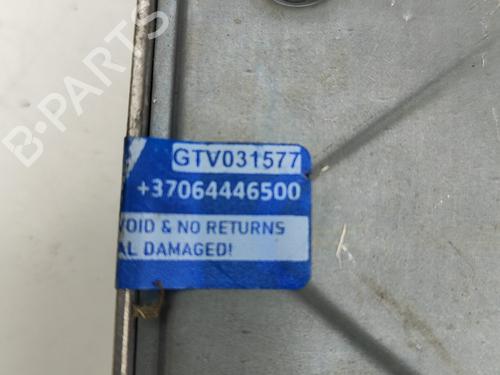 B-PARTS
GTV031577
+37064446500
VOID & NO RETURNS
AL DAMAGED!